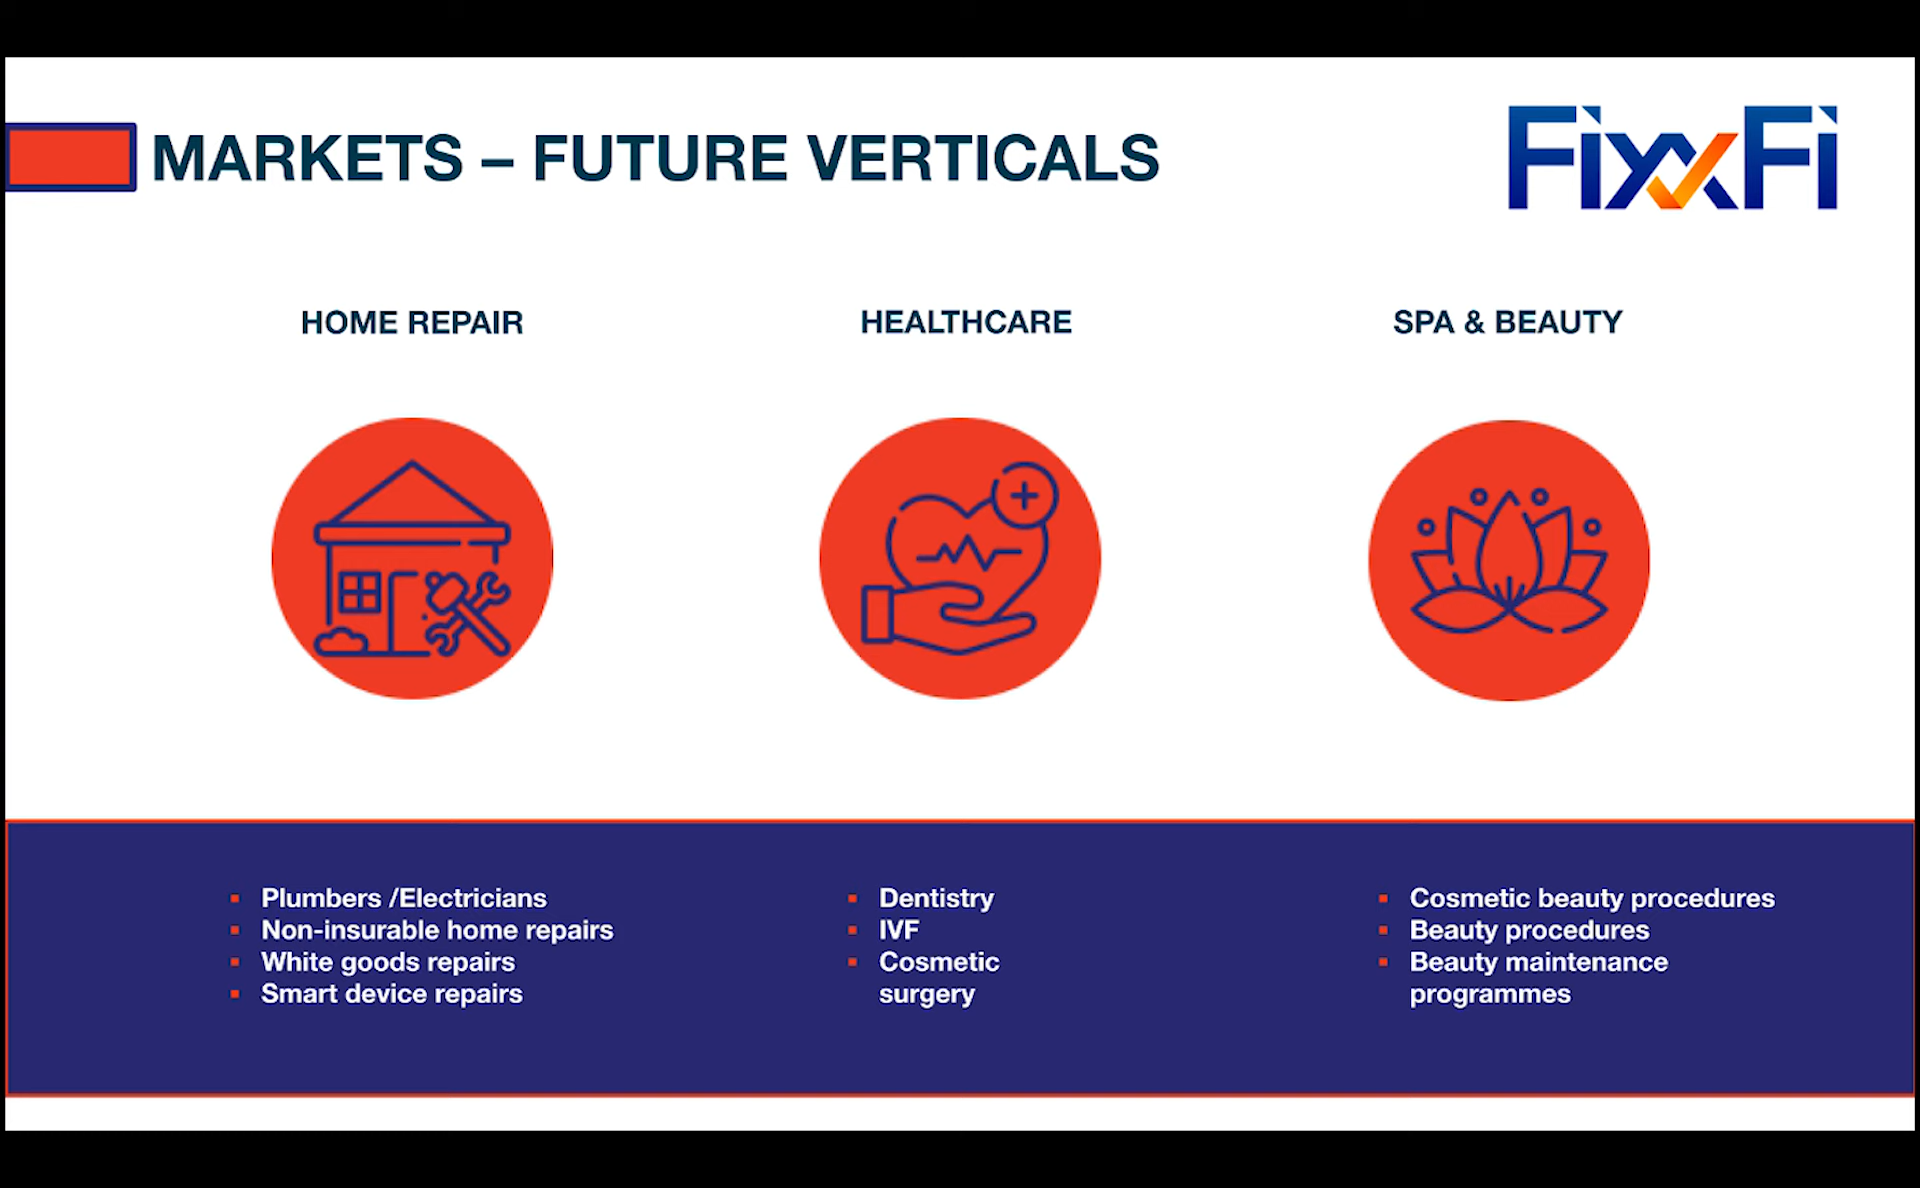 MARKETS – FUTURE VERTICALS
FixxFi
HOME REPAIR
HEALTHCARE
SPA & BEAUTY
Plumbers /Electricians
Non-insurable home repairs
White goods repairs
Smart device repairs
Dentistry
IVF
Cosmetic
surgery
Cosmetic beauty procedures
Beauty procedures
Beauty maintenance
programmes